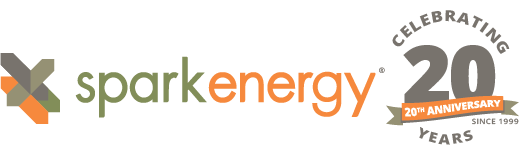 sparkenergy®
CELEBRATING
20
20TH ANNIVERSARY
SINCE 1999
YEARS